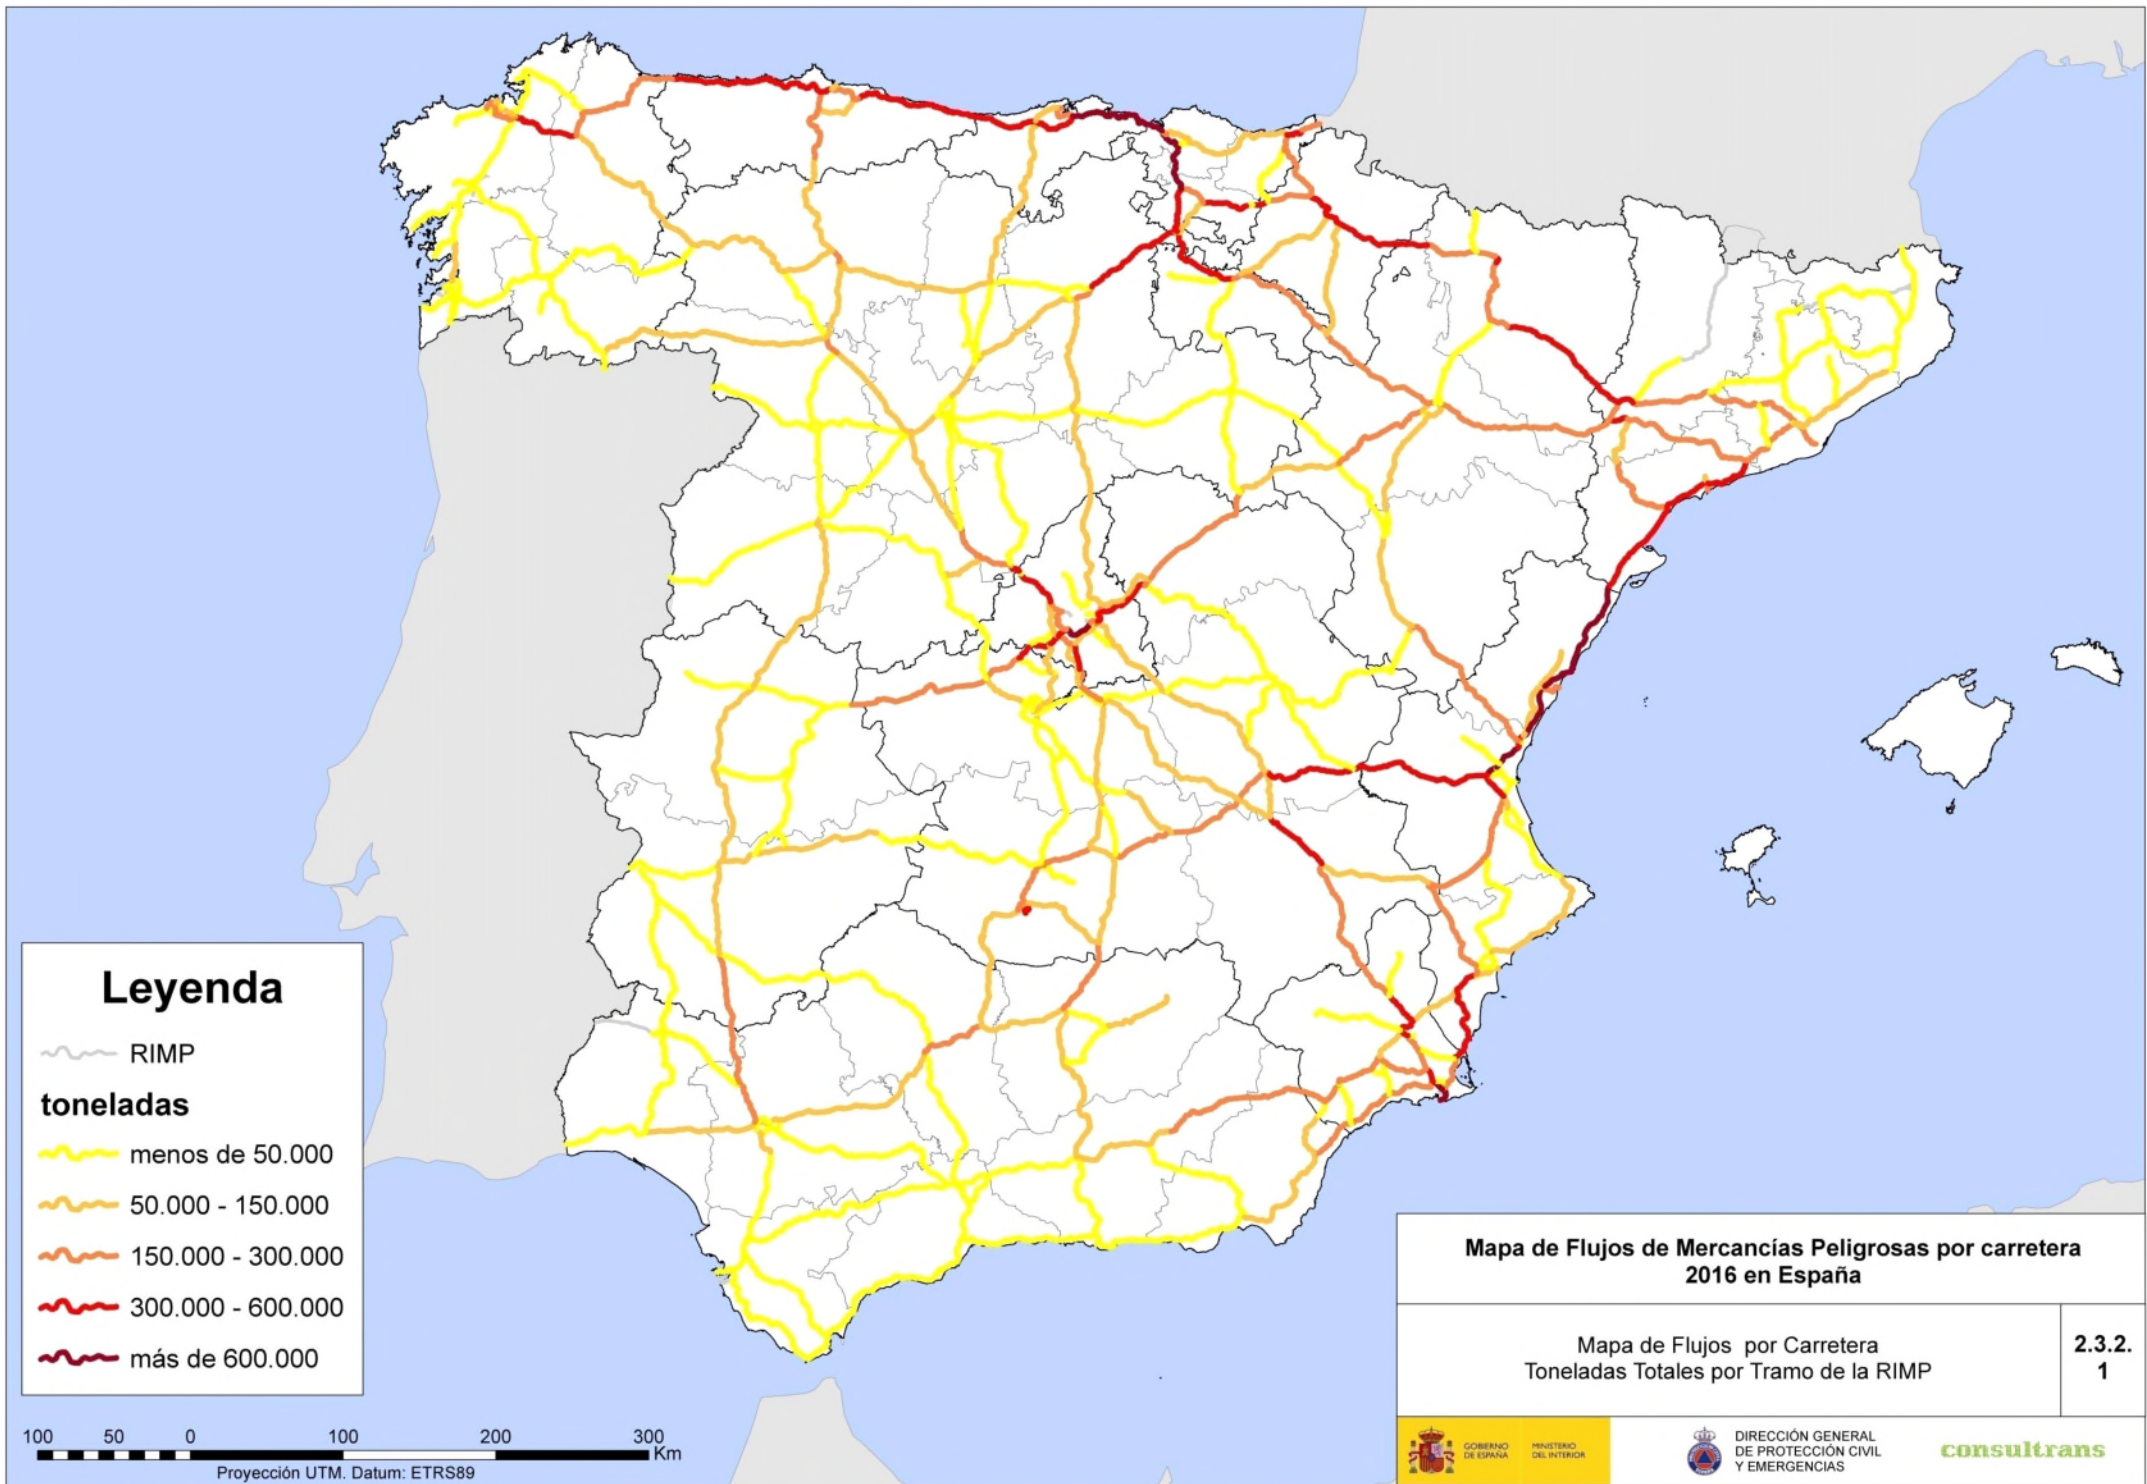 Leyenda
RIMP
toneladas
menos de 50.000
50.000 - 150.000
150.000 - 300.000
300.000 - 600.000
más de 600.000
100 50 0 100 200 300
Km
Proyección UTM. Datum: ETRS89
Mapa de Flujos de Mercancías Peligrosas por carretera
2016 en España
Mapa de Flujos por Carretera
Toneladas Totales por Tramo de la RIMP
2.3.2.
1
GOBIERNO
DE ESPAÑA
MINISTERIO
DEL INTERIOR
DIRECCIÓN GENERAL
DE PROTECCIÓN CIVIL
Y EMERGENCIAS
consultrans